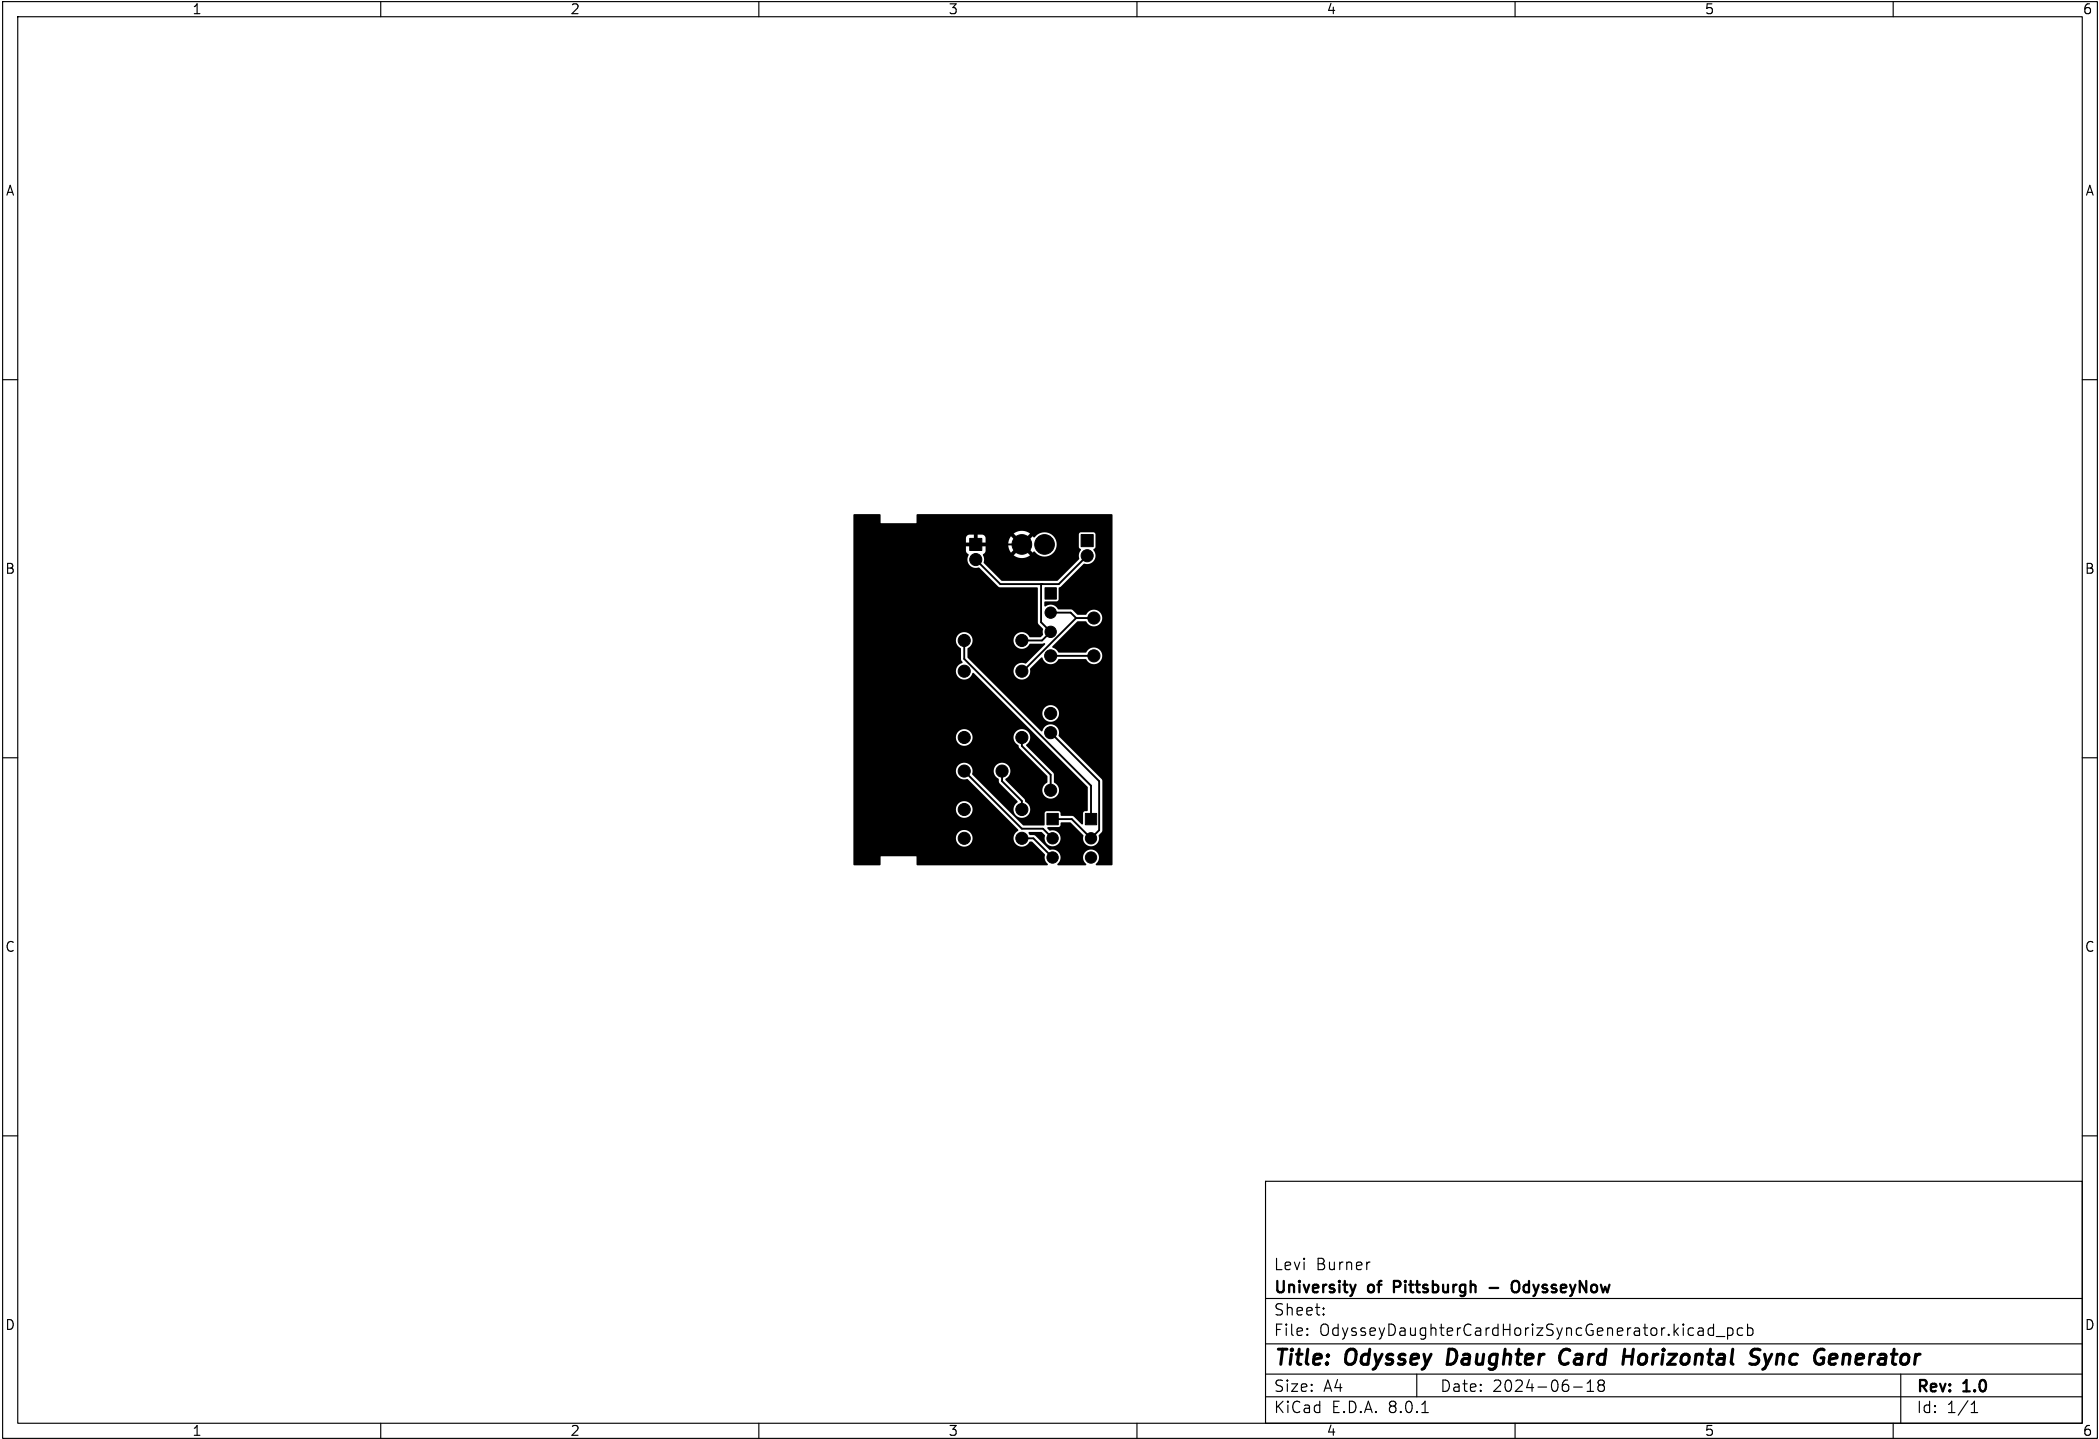 1 2 3 4 5 6
A A
B B
C C
Levi Burner
University of Pittsburgh – OdysseyNow
Sheet:
D D
File: OdysseyDaughterCardHorizSyncGenerator.kicad_pcb
Title: Odyssey Daughter Card Horizontal Sync Generator
Size: A4 Date: 2024–06–18 Rev: 1.0
KiCad E.D.A. 8.0.1 Id: 1/1
1 2 3 4 5 6